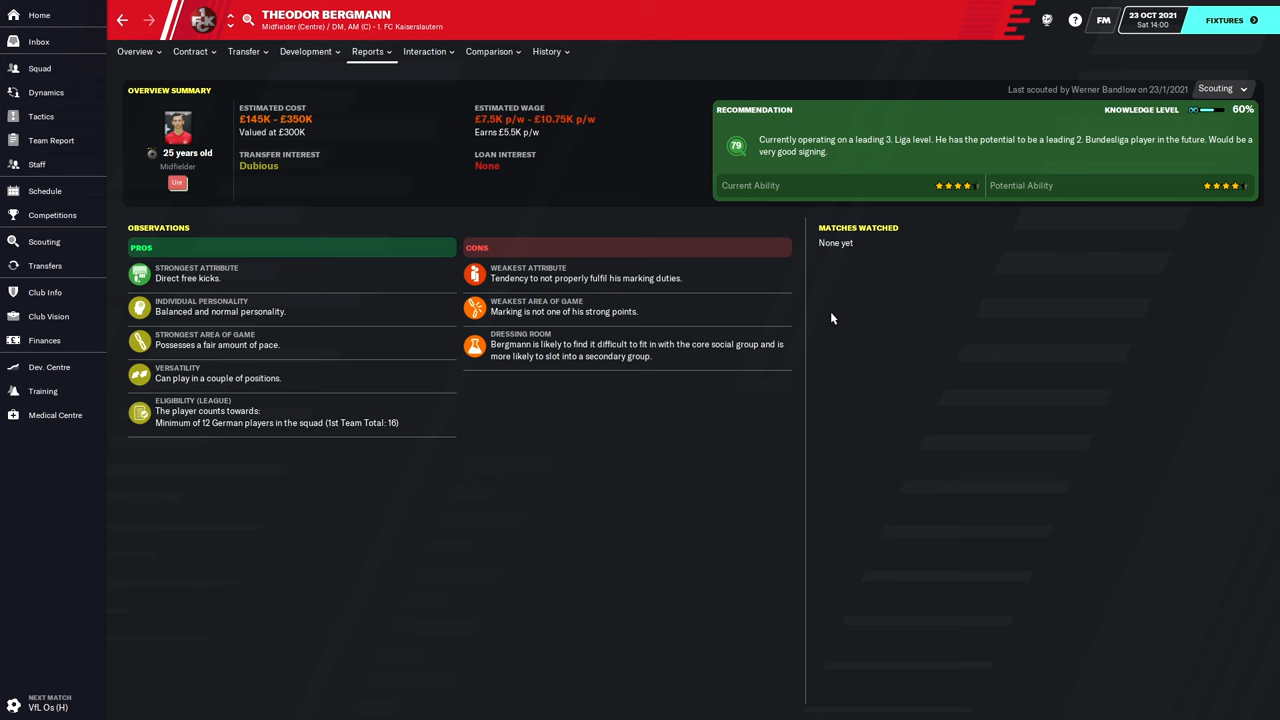 Home
Inbox
Squad
Dynamics
Tactics
Team Report
Staff
Schedule
Competitions
Scouting
Transfers
Club Info
Club Vision
Finances
Dev. Centre
Training
Medical Centre
NEXT MATCH
VfL Os (H)
THEODOR BERGMANN
Midfielder (Centre) / DM, AM (C) - 1. FC Kaiserslautern
FM
23 OCT 2021
Sat 14:00
FIXTURES
Overview
Contract
Transfer
Development
Reports
Interaction
Comparison
History
OVERVIEW SUMMARY
Last scouted by Werner Bandlow on 23/1/2021
Scouting
25 years old
Midfielder
Unr
ESTIMATED COST
£145K - £350K
Valued at £300K
TRANSFER INTEREST
Dubious
ESTIMATED WAGE
£7.5K p/w - £10.75K p/w
Earns £5.5K p/w
LOAN INTEREST
None
RECOMMENDATION
KNOWLEDGE LEVEL
60%
79
Currently operating on a leading 3. Liga level. He has the potential to be a leading 2. Bundesliga player in the future. Would be a
very good signing.
Current Ability
Potential Ability
OBSERVATIONS
PROS
STRONGEST ATTRIBUTE
Direct free kicks.
INDIVIDUAL PERSONALITY
Balanced and normal personality.
STRONGEST AREA OF GAME
Possesses a fair amount of pace.
VERSATILITY
Can play in a couple of positions.
ELIGIBILITY (LEAGUE)
The player counts towards:
Minimum of 12 German players in the squad (1st Team Total: 16)
CONS
WEAKEST ATTRIBUTE
Tendency to not properly fulfil his marking duties.
WEAKEST AREA OF GAME
Marking is not one of his strong points.
DRESSING ROOM
Bergmann is likely to find it difficult to fit in with the core social group and is
more likely to slot into a secondary group.
MATCHES WATCHED
None yet